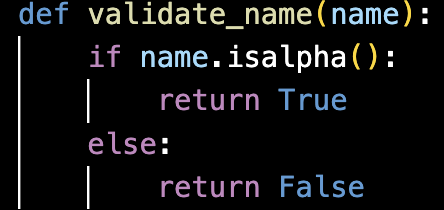 def validate_name(name):
    if name.isalpha():
        return True
    else:
        return False